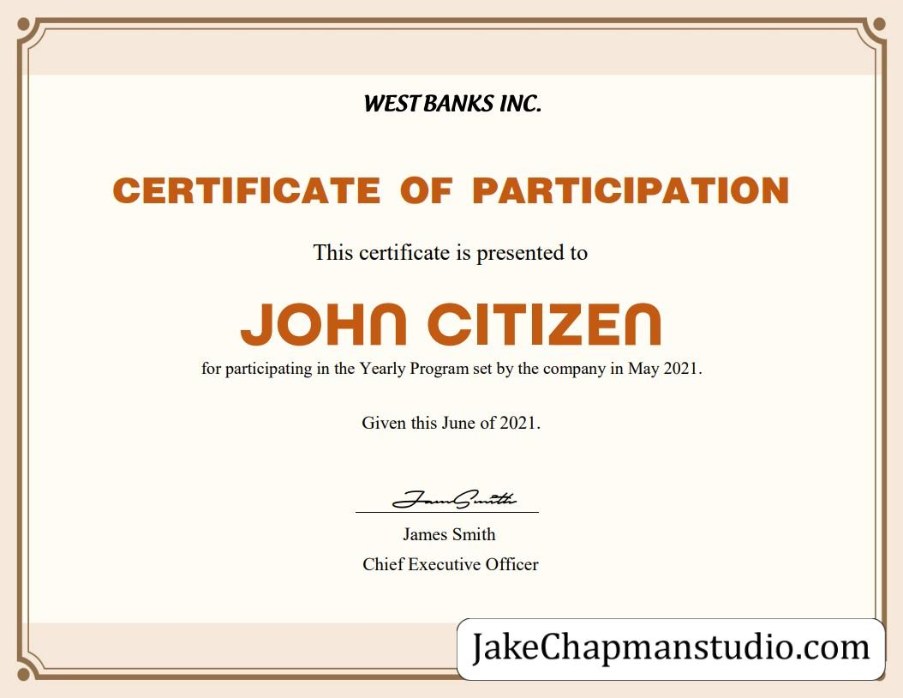 WEST BANKS INC.
CERTIFICATE OF PARTICIPATION
This certificate is presented to
JOHN CITIZEN
for participating in the Yearly Program set by the company in May 2021.
Given this June of 2021.
James Smith
Chief Executive Officer
JakeChapmanstudio.com